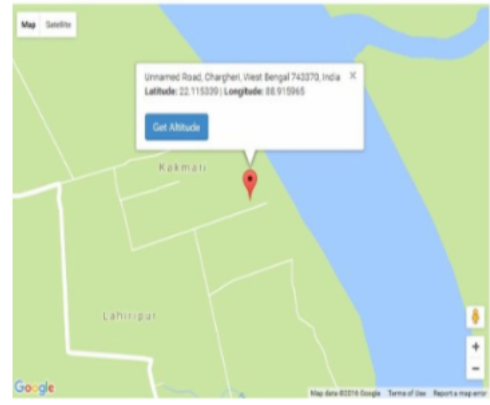 Map Satellite
Unnamed Road, Chargheri, West Bengal 743370, India ×
Latitude: 22.115339 | Longitude: 88.915965
Get Altitude
Kakmari
Lahiripur
+
−
Google
Map data ©2016 Google Terms of Use Report a map error